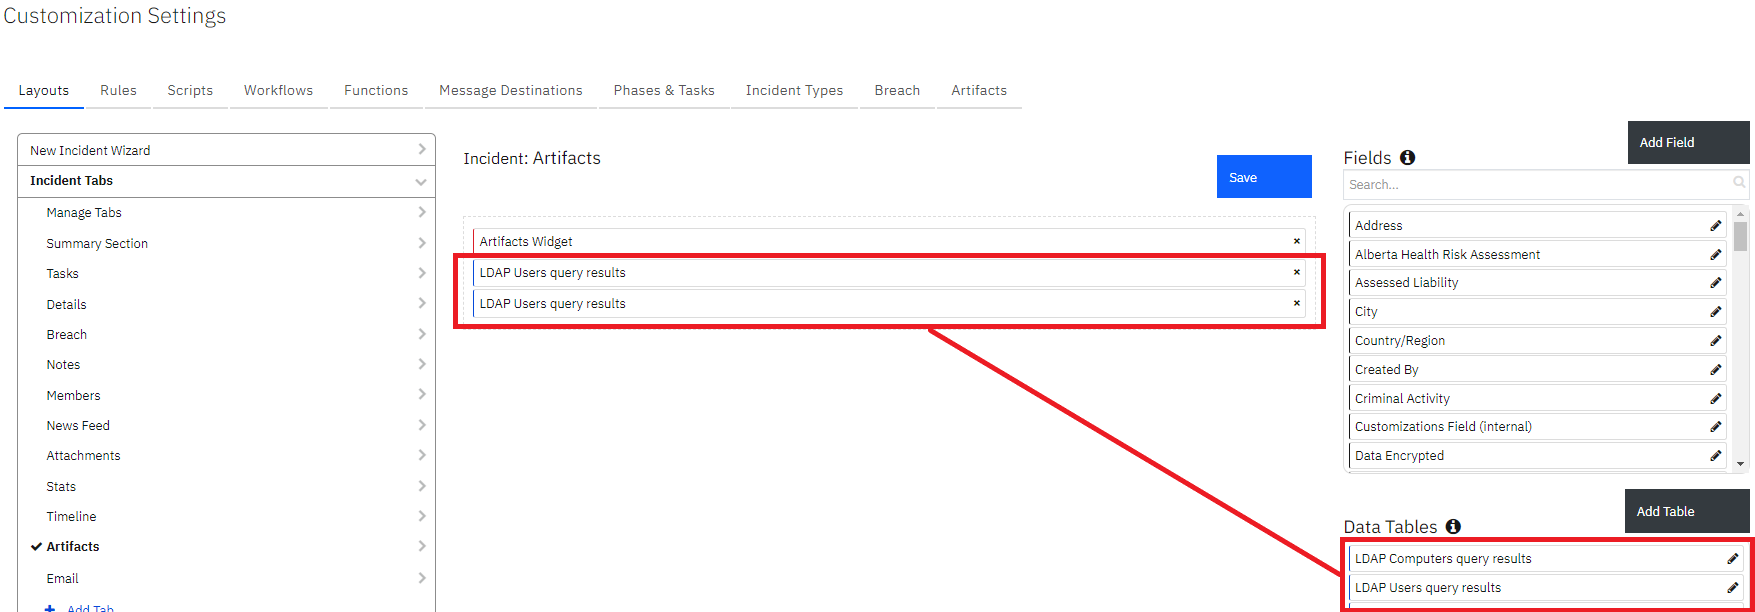 Customization Settings
Layouts Rules Scripts Workflows Functions Message Destinations Phases & Tasks Incident Types Breach Artifacts
New Incident Wizard
Incident Tabs
Manage Tabs
Summary Section
Tasks
Details
Breach
Notes
Members
News Feed
Attachments
Stats
Timeline
Artifacts
Email
Add Tab
Incident: Artifacts
Save
Artifacts Widget
LDAP Users query results
LDAP Users query results
Add Field
Fields
Search...
Address
Alberta Health Risk Assessment
Assessed Liability
City
Country/Region
Created By
Criminal Activity
Customizations Field (internal)
Data Encrypted
Add Table
Data Tables
LDAP Computers query results
LDAP Users query results